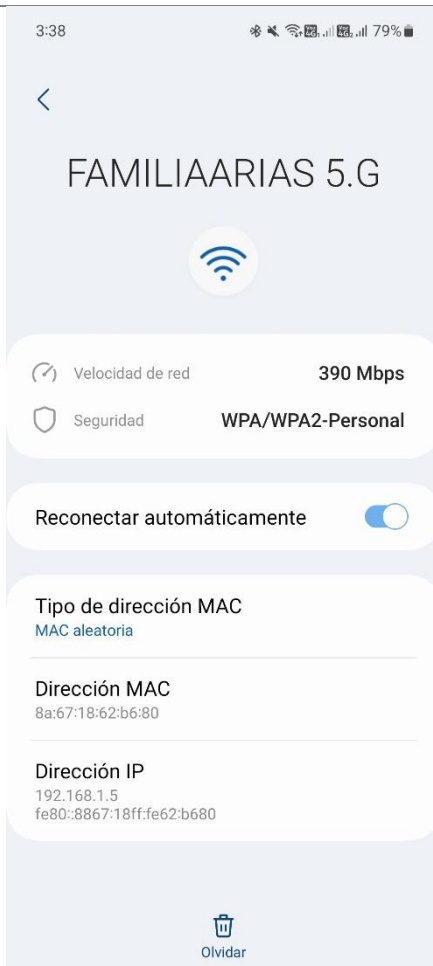 3:38
79%
FAMILIAARIAS 5.G
Velocidad de red 390 Mbps
Seguridad WPA/WPA2-Personal
Reconectar automáticamente
Tipo de dirección MAC
MAC aleatoria
Dirección MAC
8a:67:18:62:b6:80
Dirección IP
192.168.1.5
fe80::8867:18ff:fe62:b680
Olvidar